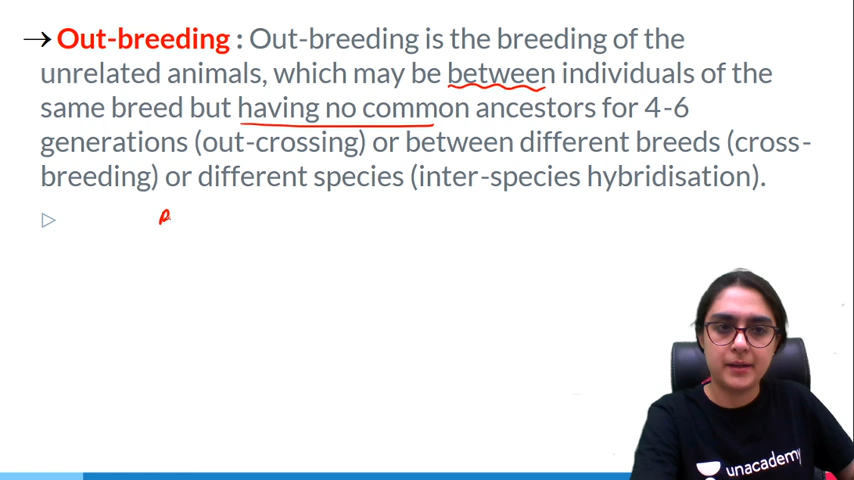 → Out-breeding : Out-breeding is the breeding of the
unrelated animals, which may be between individuals of the
same breed but having no common ancestors for 4-6
generations (out-crossing) or between different breeds (cross-
breeding) or different species (inter-species hybridisation).
unacademy